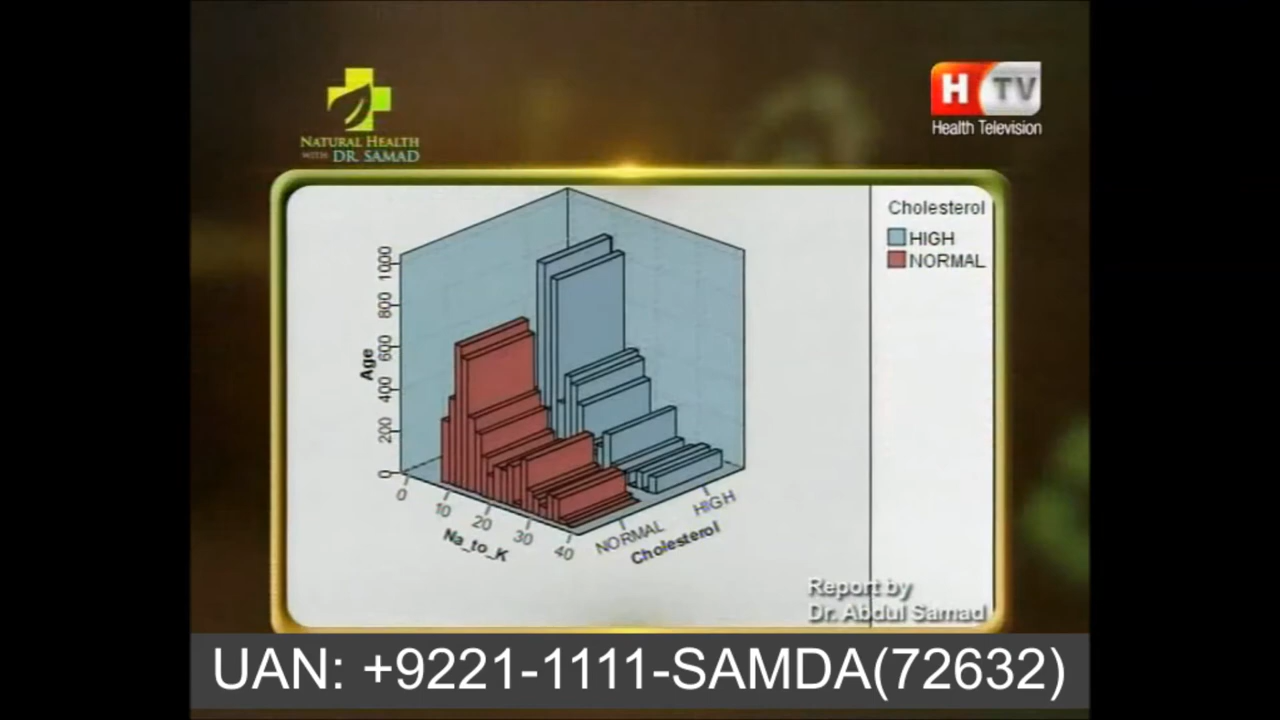 NATURAL HEALTH
WITH DR. SAMAD
H TV
Health Television
Cholesterol
HIGH
NORMAL
1000
800
600
400
200
0
Age
0
10
20
30
40
Na_to_K
NORMAL
HIGH
Cholesterol
Report by
Dr. Abdul Samad
UAN: +9221-1111-SAMDA(72632)